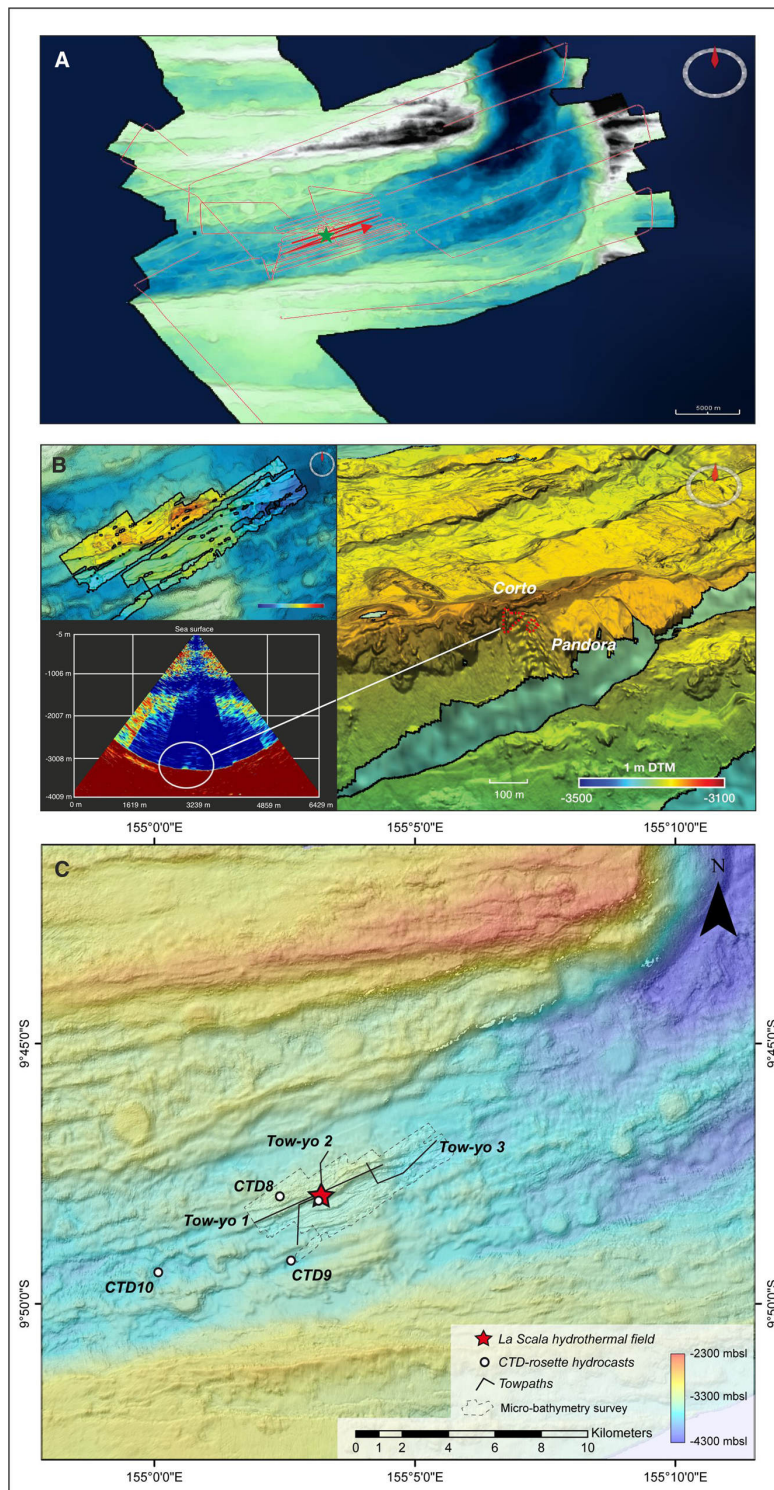 A
5000 m
B
Sea surface
-5 m
-1006 m
-2007 m
-3008 m
-4009 m
0 m 1619 m 3239 m 4859 m 6429 m
Corto
Pandora
100 m
1 m DTM
-3500 -3100
155°0'0"E 155°5'0"E 155°10'0"E
C
N
9°45'0"S 9°45'0"S
Tow-yo 2
Tow-yo 3
CTD8
Tow-yo 1
CTD10
CTD9
9°50'0"S 9°50'0"S
La Scala hydrothermal field
CTD-rosette hydrocasts
Towpaths
Micro-bathymetry survey
-2300 mbsl
-3300 mbsl
-4300 mbsl
Kilometers
0 1 2 4 6 8 10
155°0'0"E 155°5'0"E 155°10'0"E